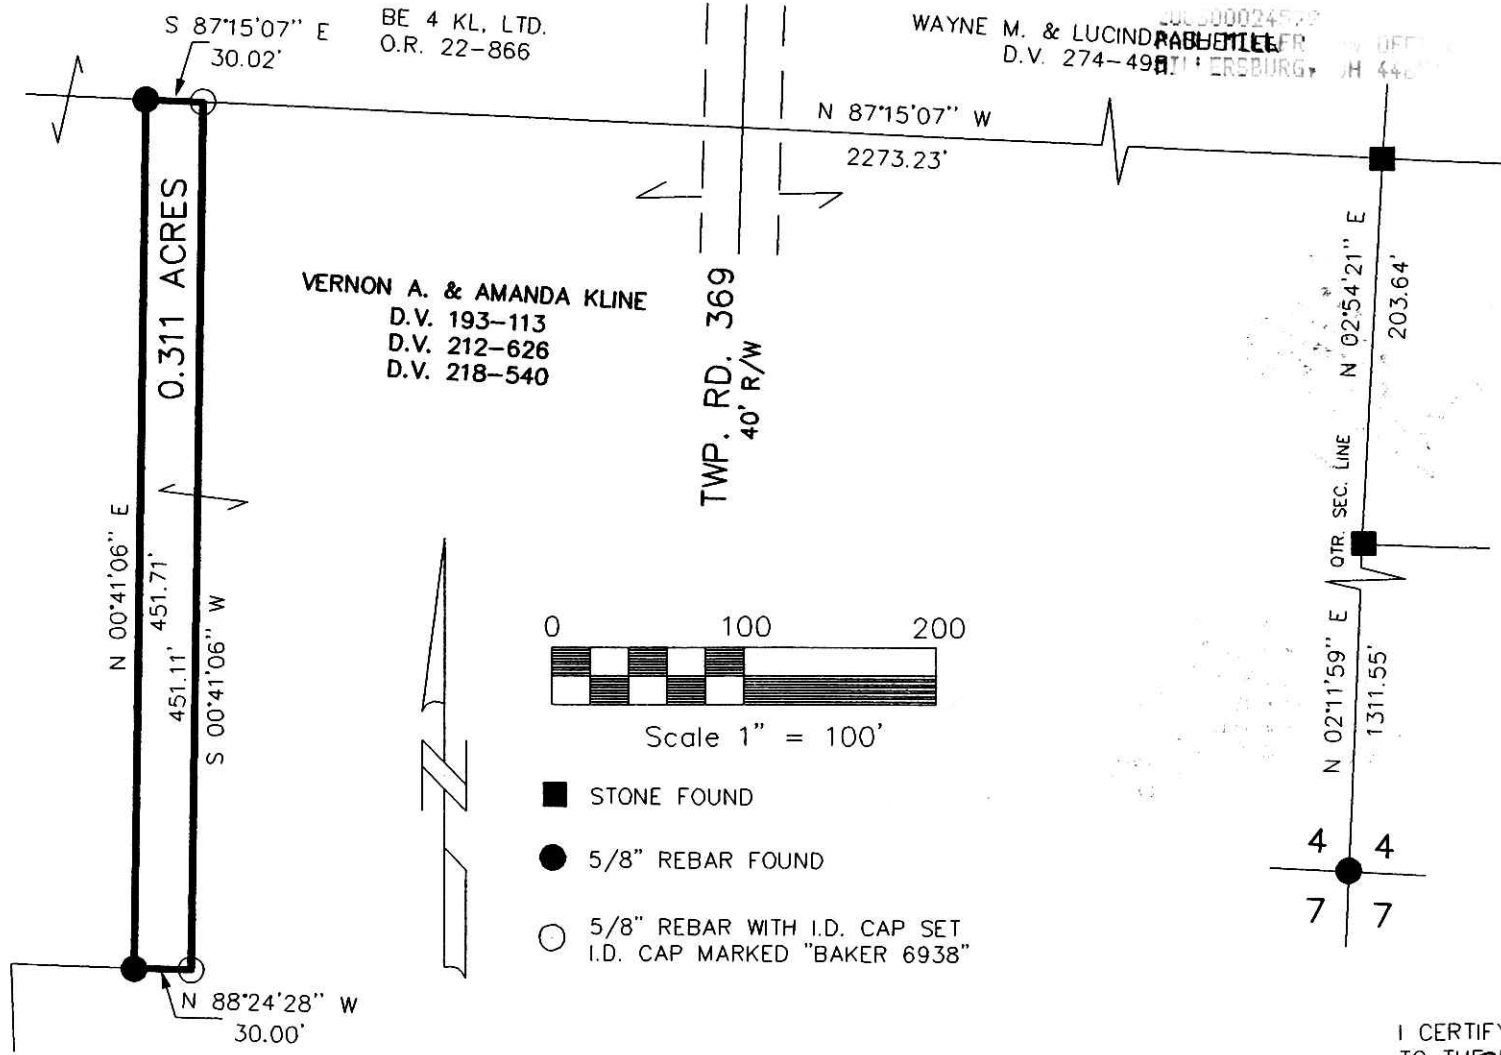 S 87°15'07" E
30.02'
BE 4 KL, LTD.
O.R. 22-866
WAYNE M. & LUCINDA
D.V. 274-49
N 87°15'07" W
2273.23'
0.311 ACRES
VERNON A. & AMANDA KLINE
D.V. 193-113
D.V. 212-626
D.V. 218-540
TWP. RD. 369
40' R/W
N 02°54'21" E
203.64'
QTR. SEC. LINE
N 00°41'06" E
451.71'
451.11'
S 00°41'06" W
0 100 200
Scale 1" = 100'
N 02°11'59" E
1311.55'
STONE FOUND
5/8" REBAR FOUND
5/8" REBAR WITH I.D. CAP SET
I.D. CAP MARKED "BAKER 6938"
4 4
7 7
N 88°24'28" W
30.00'
I CERTIFY